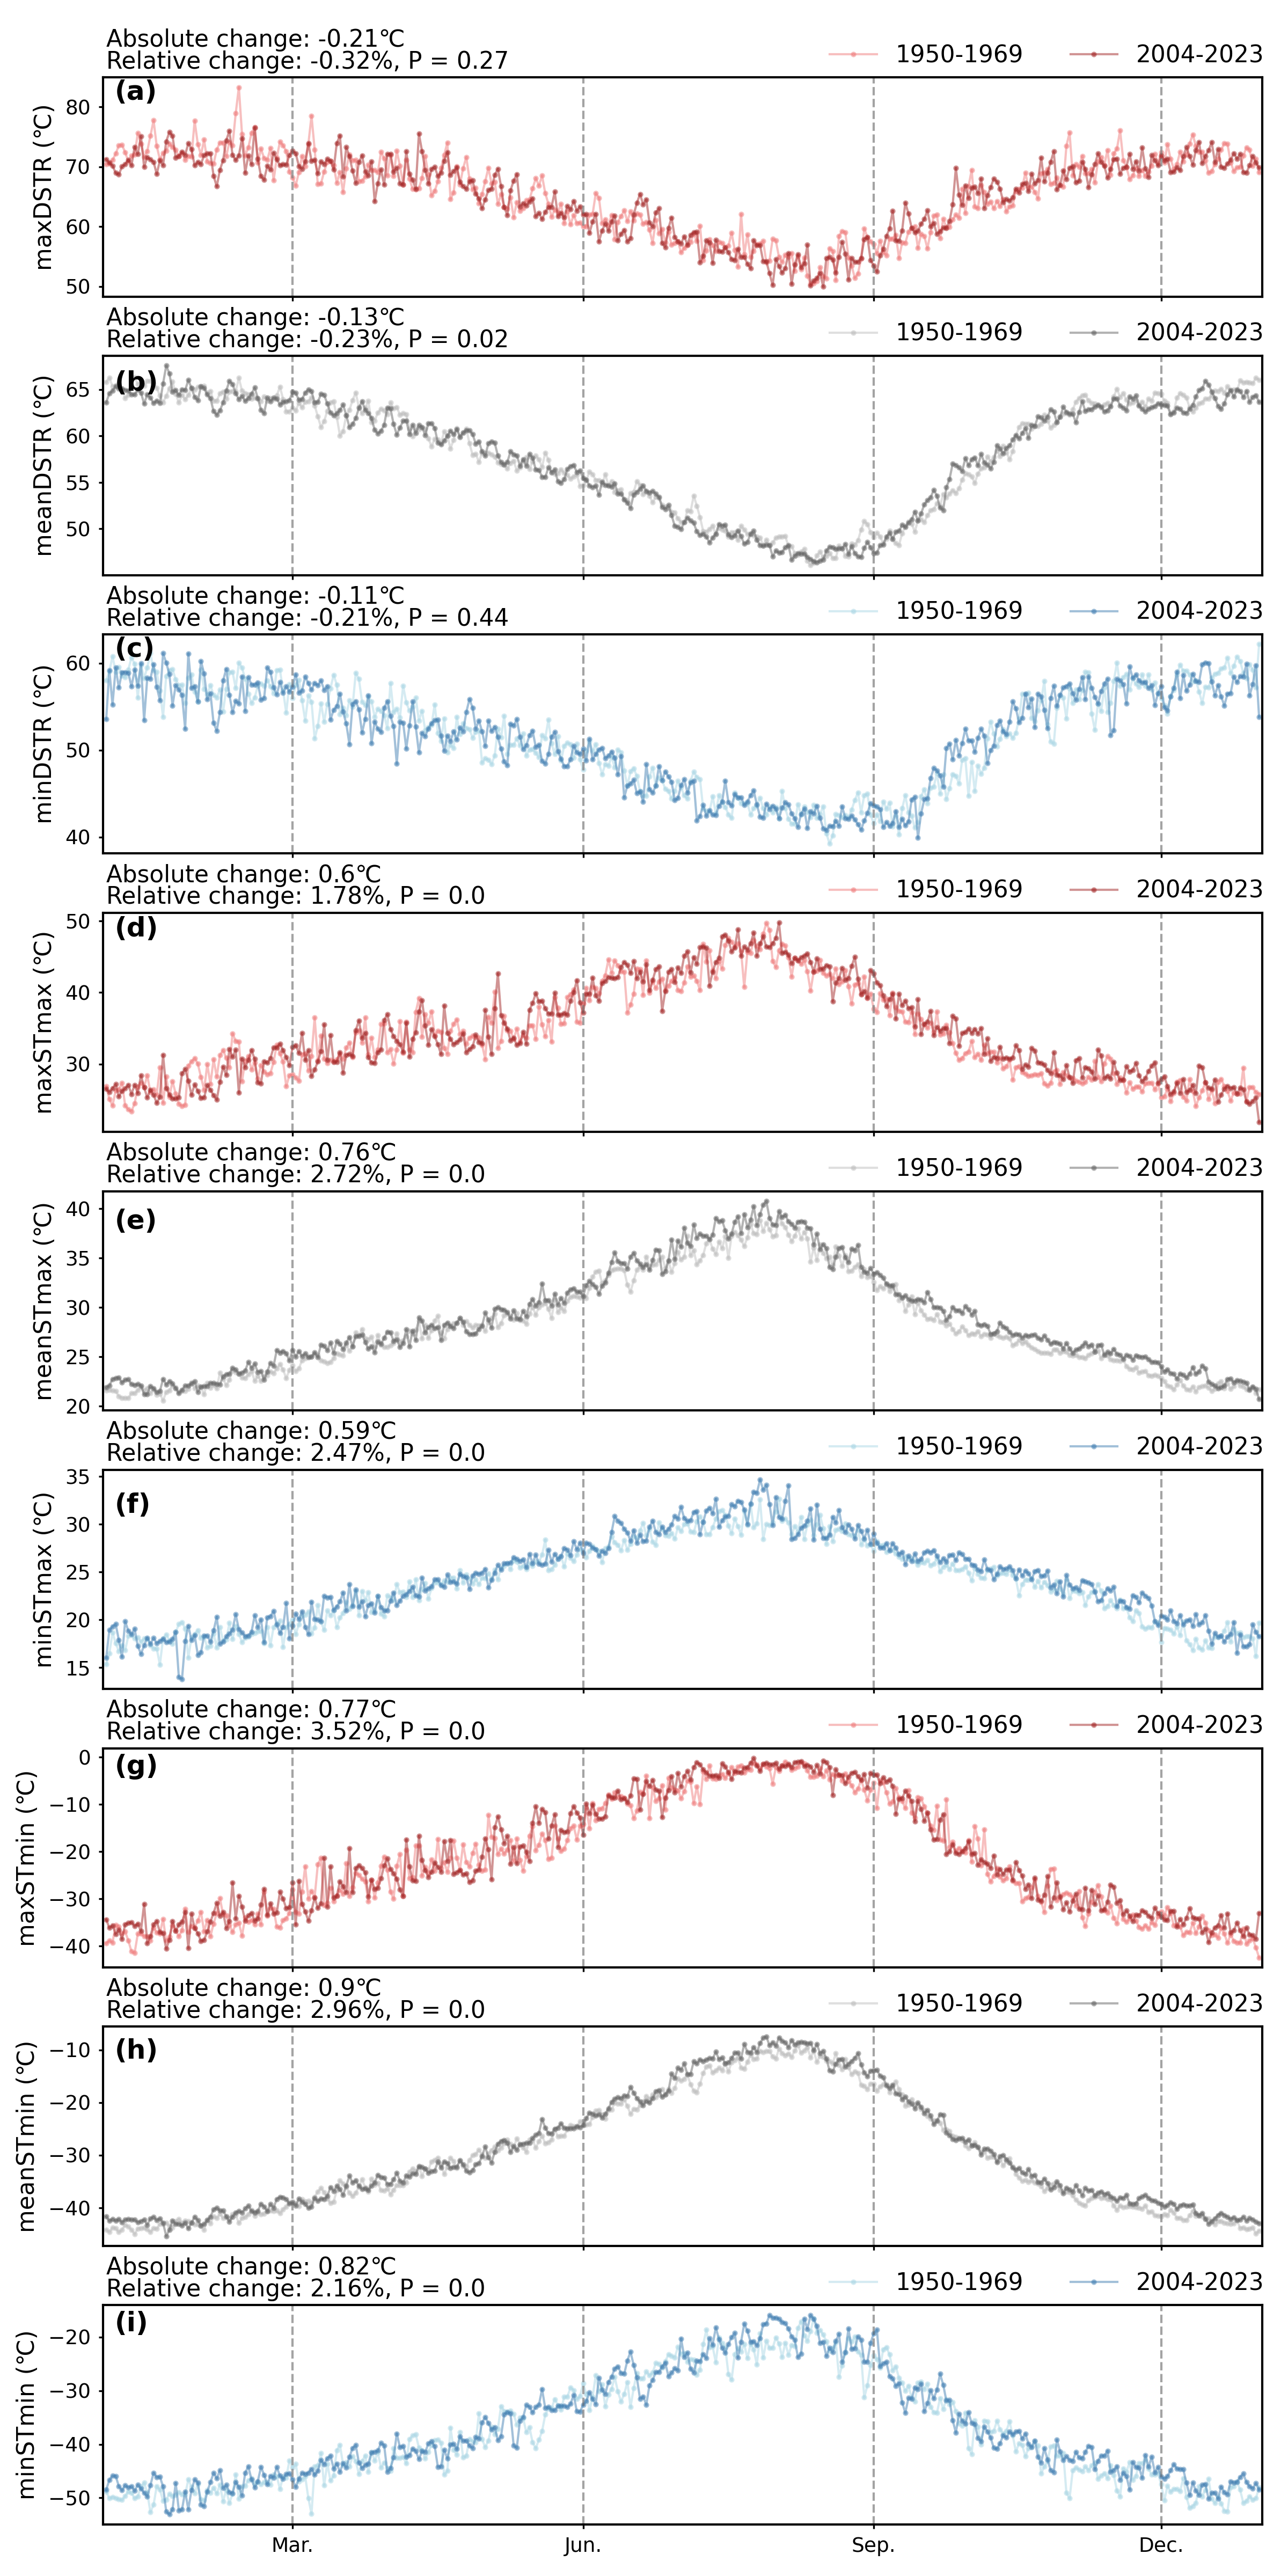 Absolute change: -0.21℃
Relative change: -0.32%, P = 0.27
1950-1969 2004-2023
(a)
maxDSTR (℃)
80
70
60
50
Absolute change: -0.13℃
Relative change: -0.23%, P = 0.02
1950-1969 2004-2023
(b)
meanDSTR (℃)
65
60
55
50
Absolute change: -0.11℃
Relative change: -0.21%, P = 0.44
1950-1969 2004-2023
(c)
minDSTR (℃)
60
50
40
Absolute change: 0.6℃
Relative change: 1.78%, P = 0.0
1950-1969 2004-2023
(d)
maxSTmax (℃)
50
40
30
Absolute change: 0.76℃
Relative change: 2.72%, P = 0.0
1950-1969 2004-2023
(e)
meanSTmax (℃)
40
35
30
25
20
Absolute change: 0.59℃
Relative change: 2.47%, P = 0.0
1950-1969 2004-2023
(f)
minSTmax (℃)
35
30
25
20
15
Absolute change: 0.77℃
Relative change: 3.52%, P = 0.0
1950-1969 2004-2023
(g)
maxSTmin (℃)
0
−10
−20
−30
−40
Absolute change: 0.9℃
Relative change: 2.96%, P = 0.0
1950-1969 2004-2023
(h)
meanSTmin (℃)
−10
−20
−30
−40
Absolute change: 0.82℃
Relative change: 2.16%, P = 0.0
1950-1969 2004-2023
(i)
minSTmin (℃)
−20
−30
−40
−50
Mar. Jun. Sep. Dec.